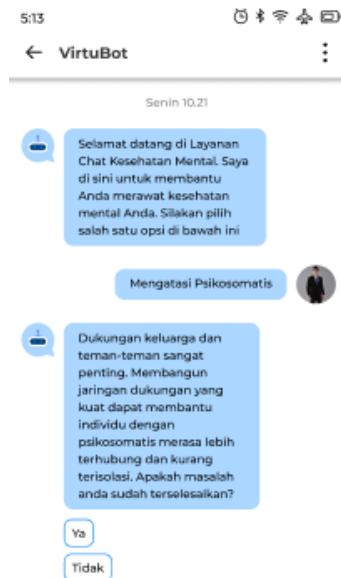 5:13
VirtuBot
Senin 10.21
Selamat datang di Layanan
Chat Kesehatan Mental. Saya
di sini untuk membantu
Anda merawat kesehatan
mental Anda. Silakan pilih
salah satu opsi di bawah ini
Mengatasi Psikosomatis
Dukungan keluarga dan
teman-teman sangat
penting. Membangun
jaringan dukungan yang
kuat dapat membantu
individu dengan
psikosomatis merasa lebih
terhubung dan kurang
terisolasi. Apakah masalah
anda sudah terselesaikan?
Ya
Tidak